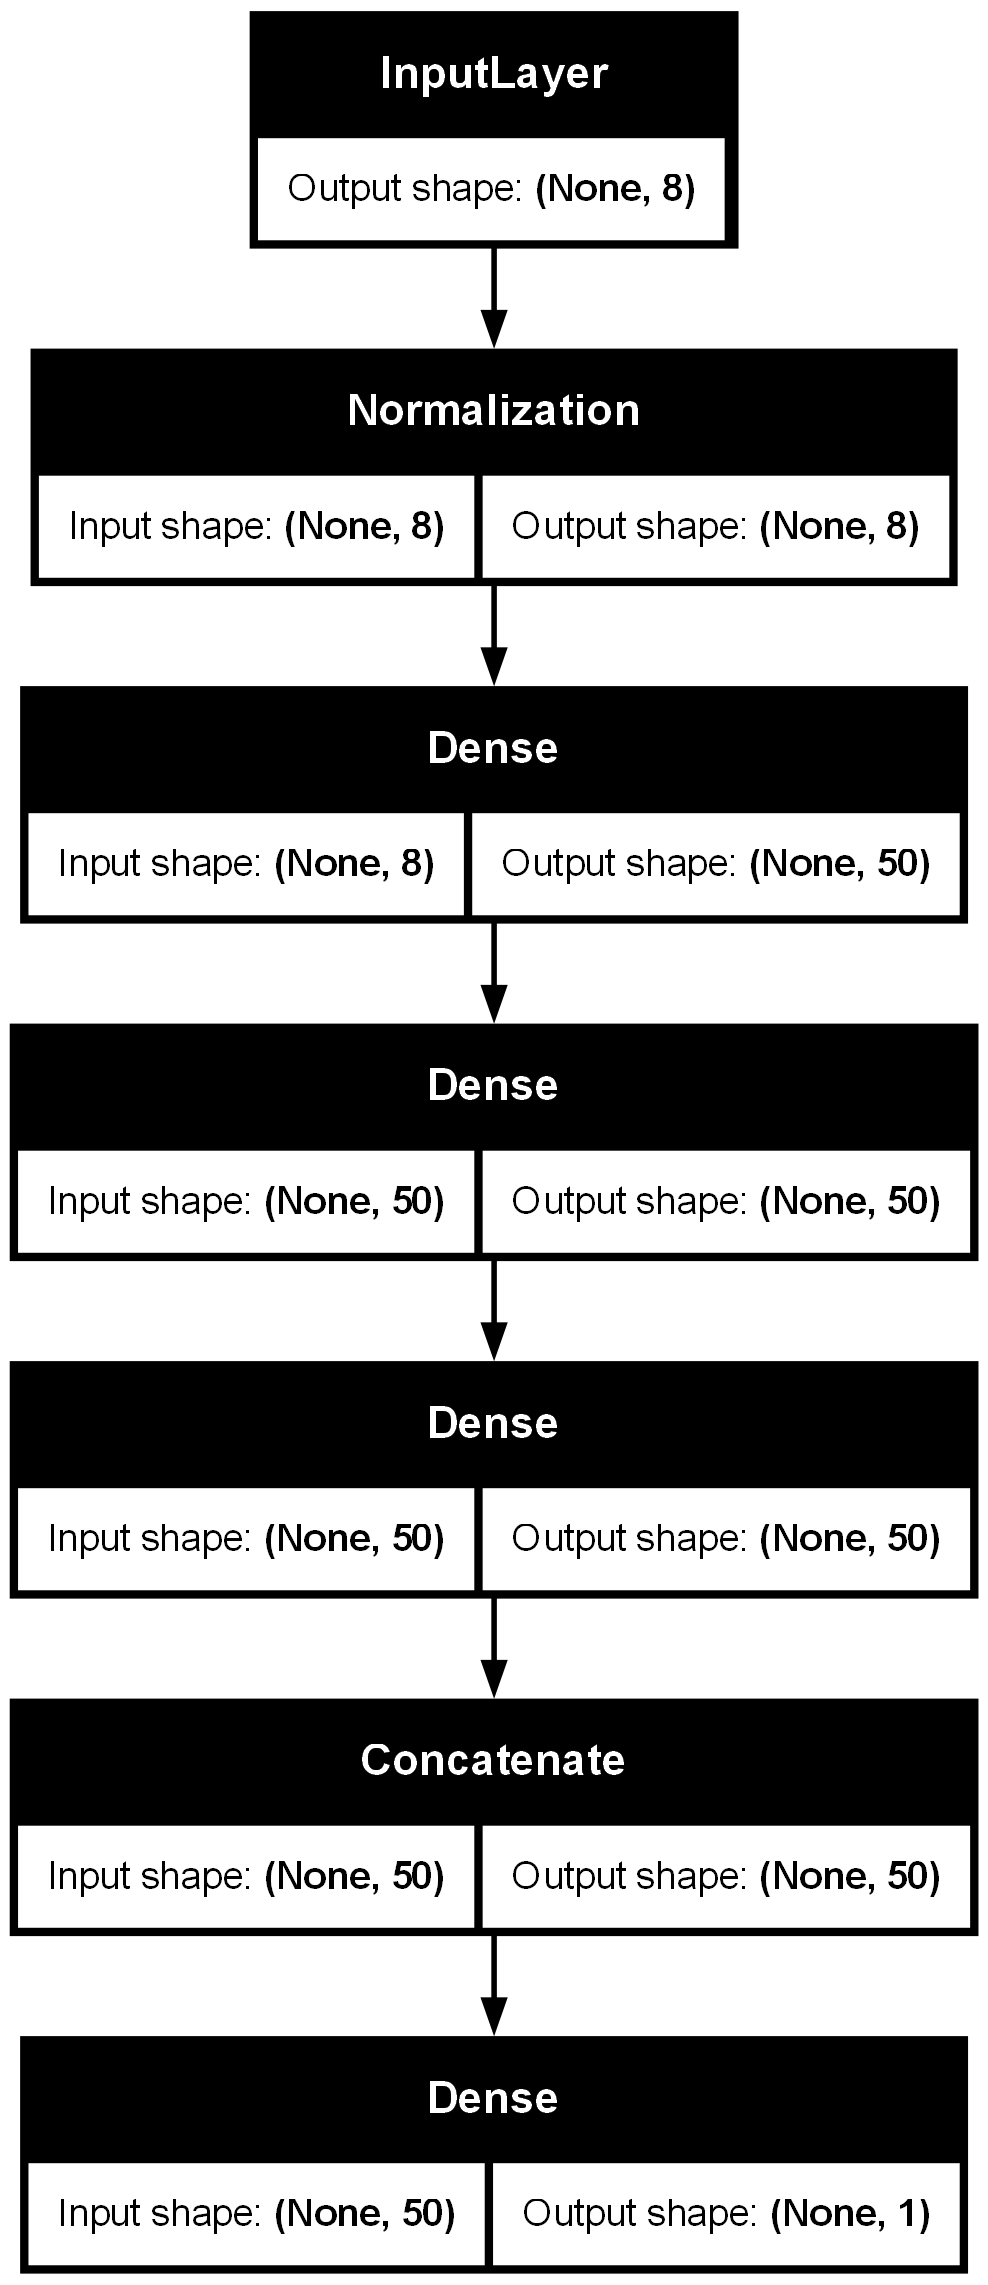 InputLayer
Output shape: (None, 8)
Normalization
Input shape: (None, 8) Output shape: (None, 8)
Dense
Input shape: (None, 8) Output shape: (None, 50)
Dense
Input shape: (None, 50) Output shape: (None, 50)
Dense
Input shape: (None, 50) Output shape: (None, 50)
Concatenate
Input shape: (None, 50) Output shape: (None, 50)
Dense
Input shape: (None, 50) Output shape: (None, 1)